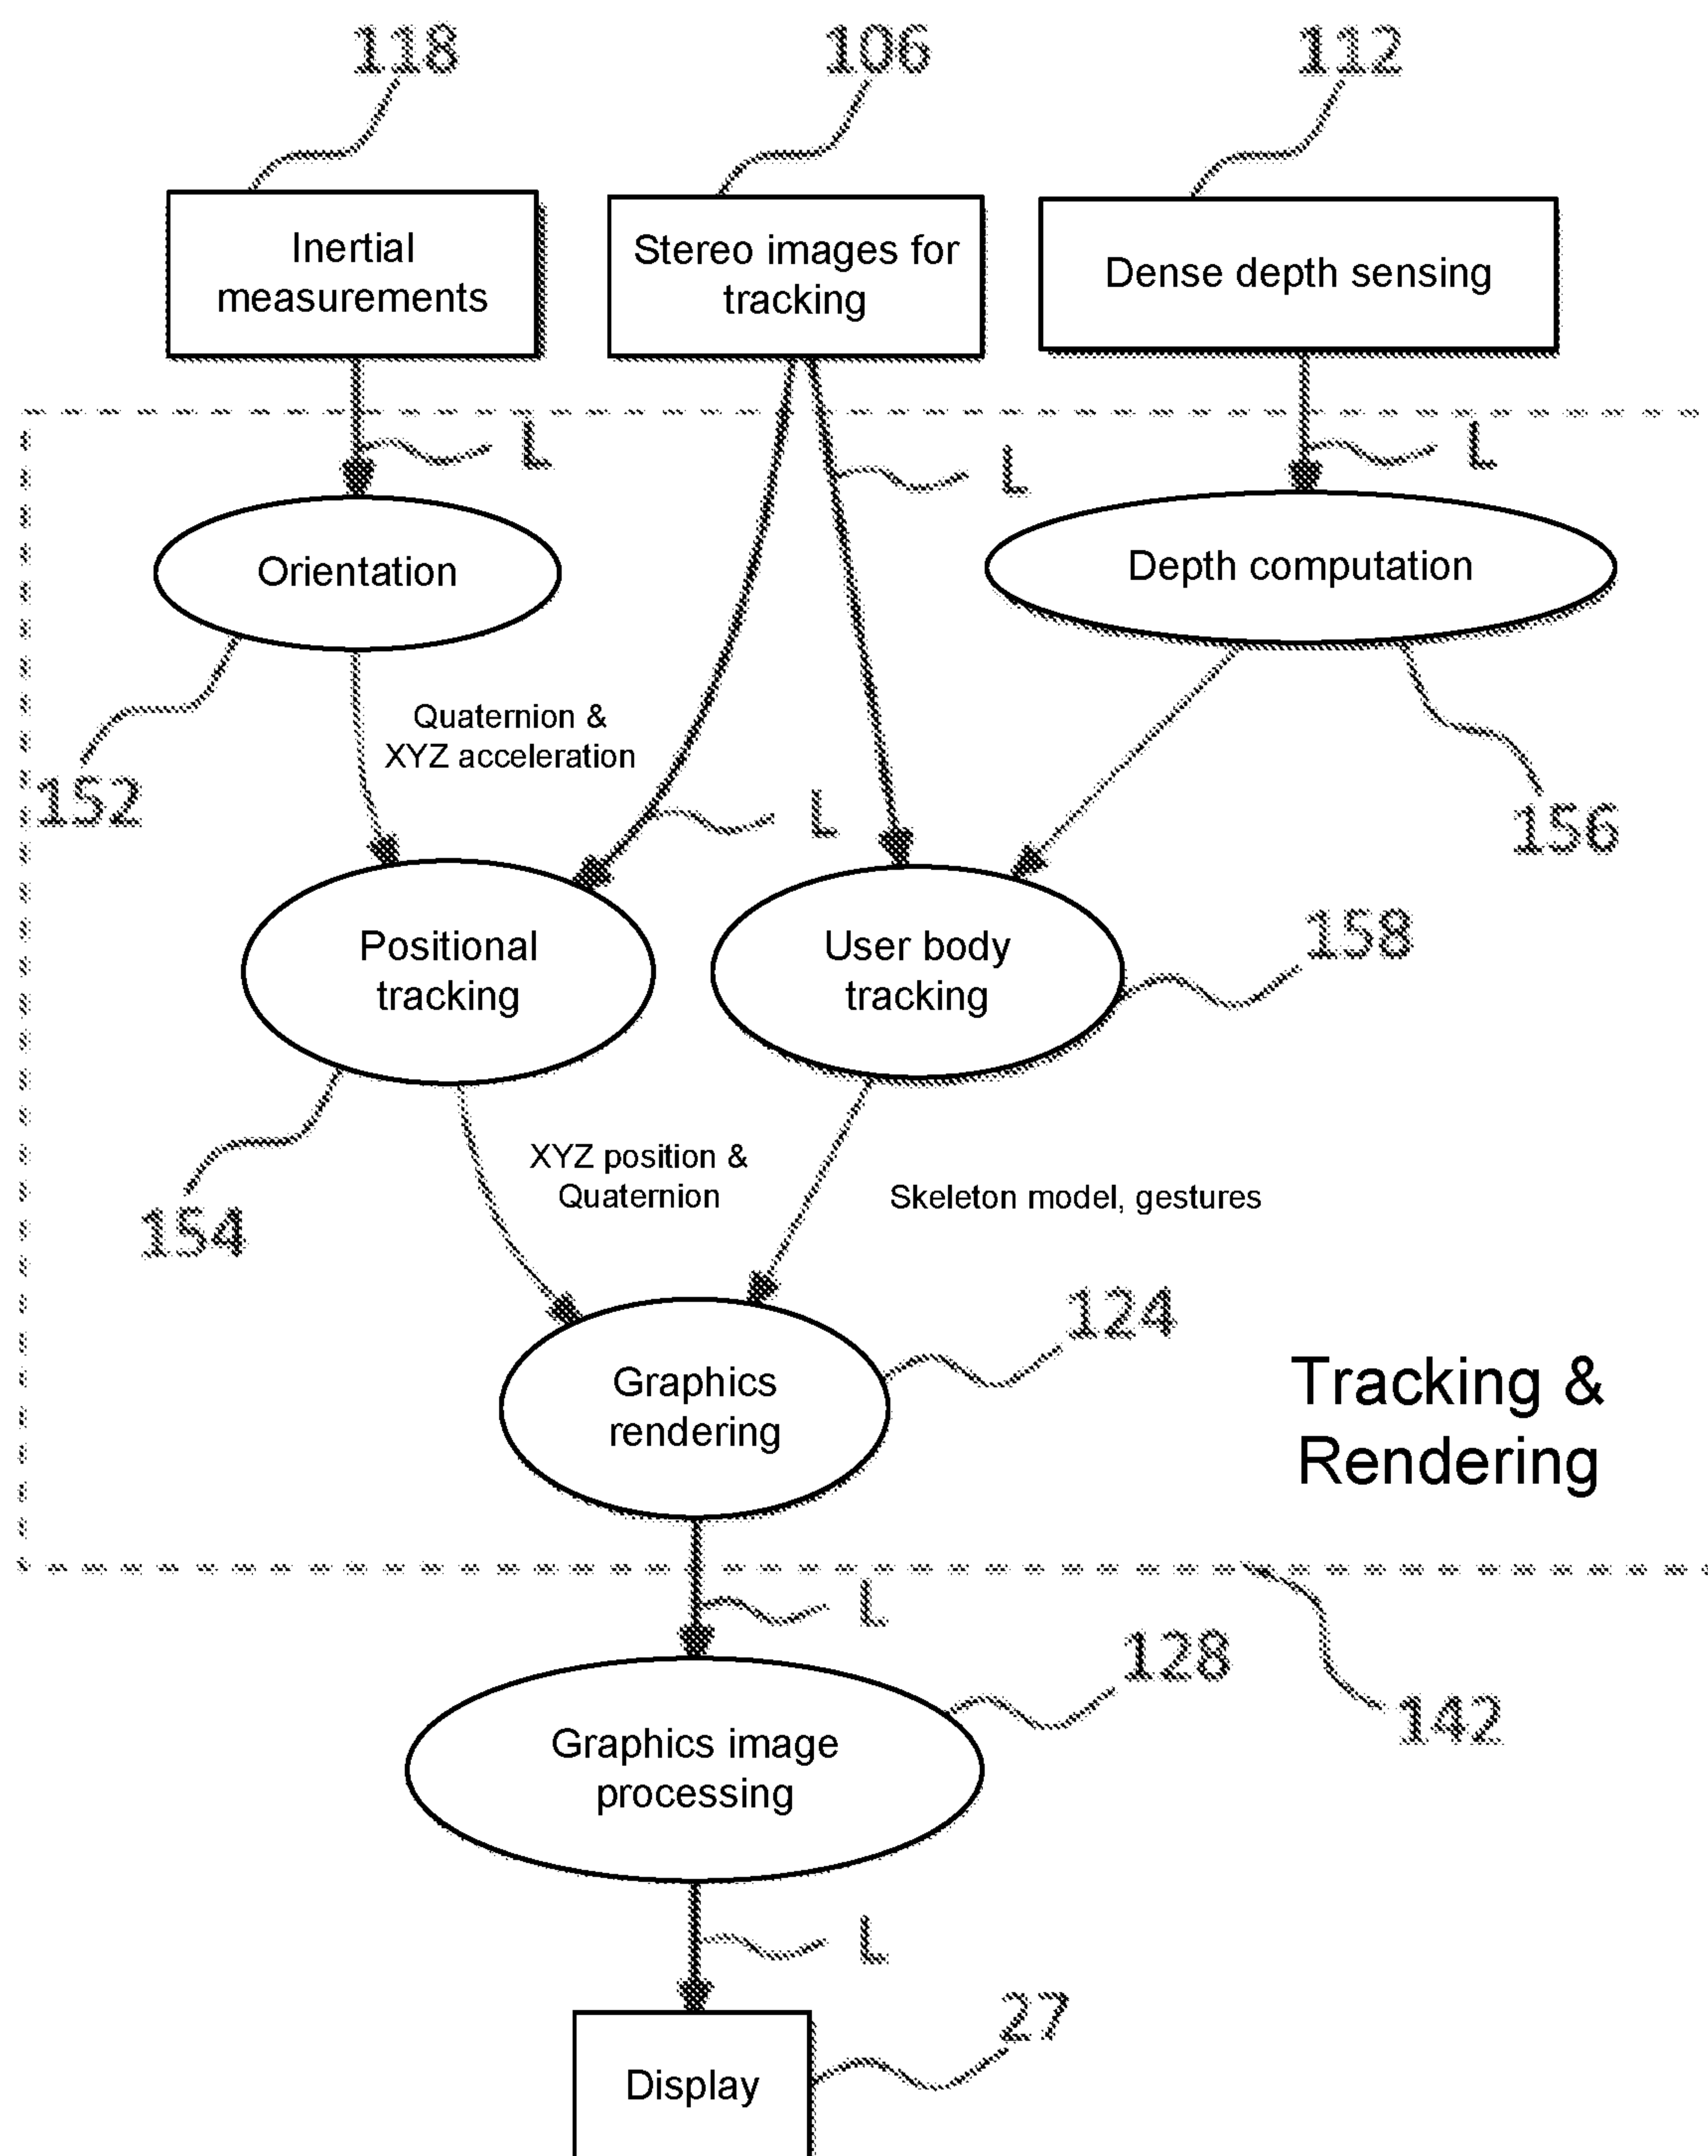 118
106
112
Inertial
measurements
Stereo images for
tracking
Dense depth sensing
L
L
L
Orientation
Depth computation
Quaternion &
XYZ acceleration
152
L
156
Positional
tracking
User body
tracking
158
XYZ position &
Quaternion
Skeleton model, gestures
154
124
Graphics
rendering
Tracking &
Rendering
L
128
142
Graphics image
processing
L
27
Display